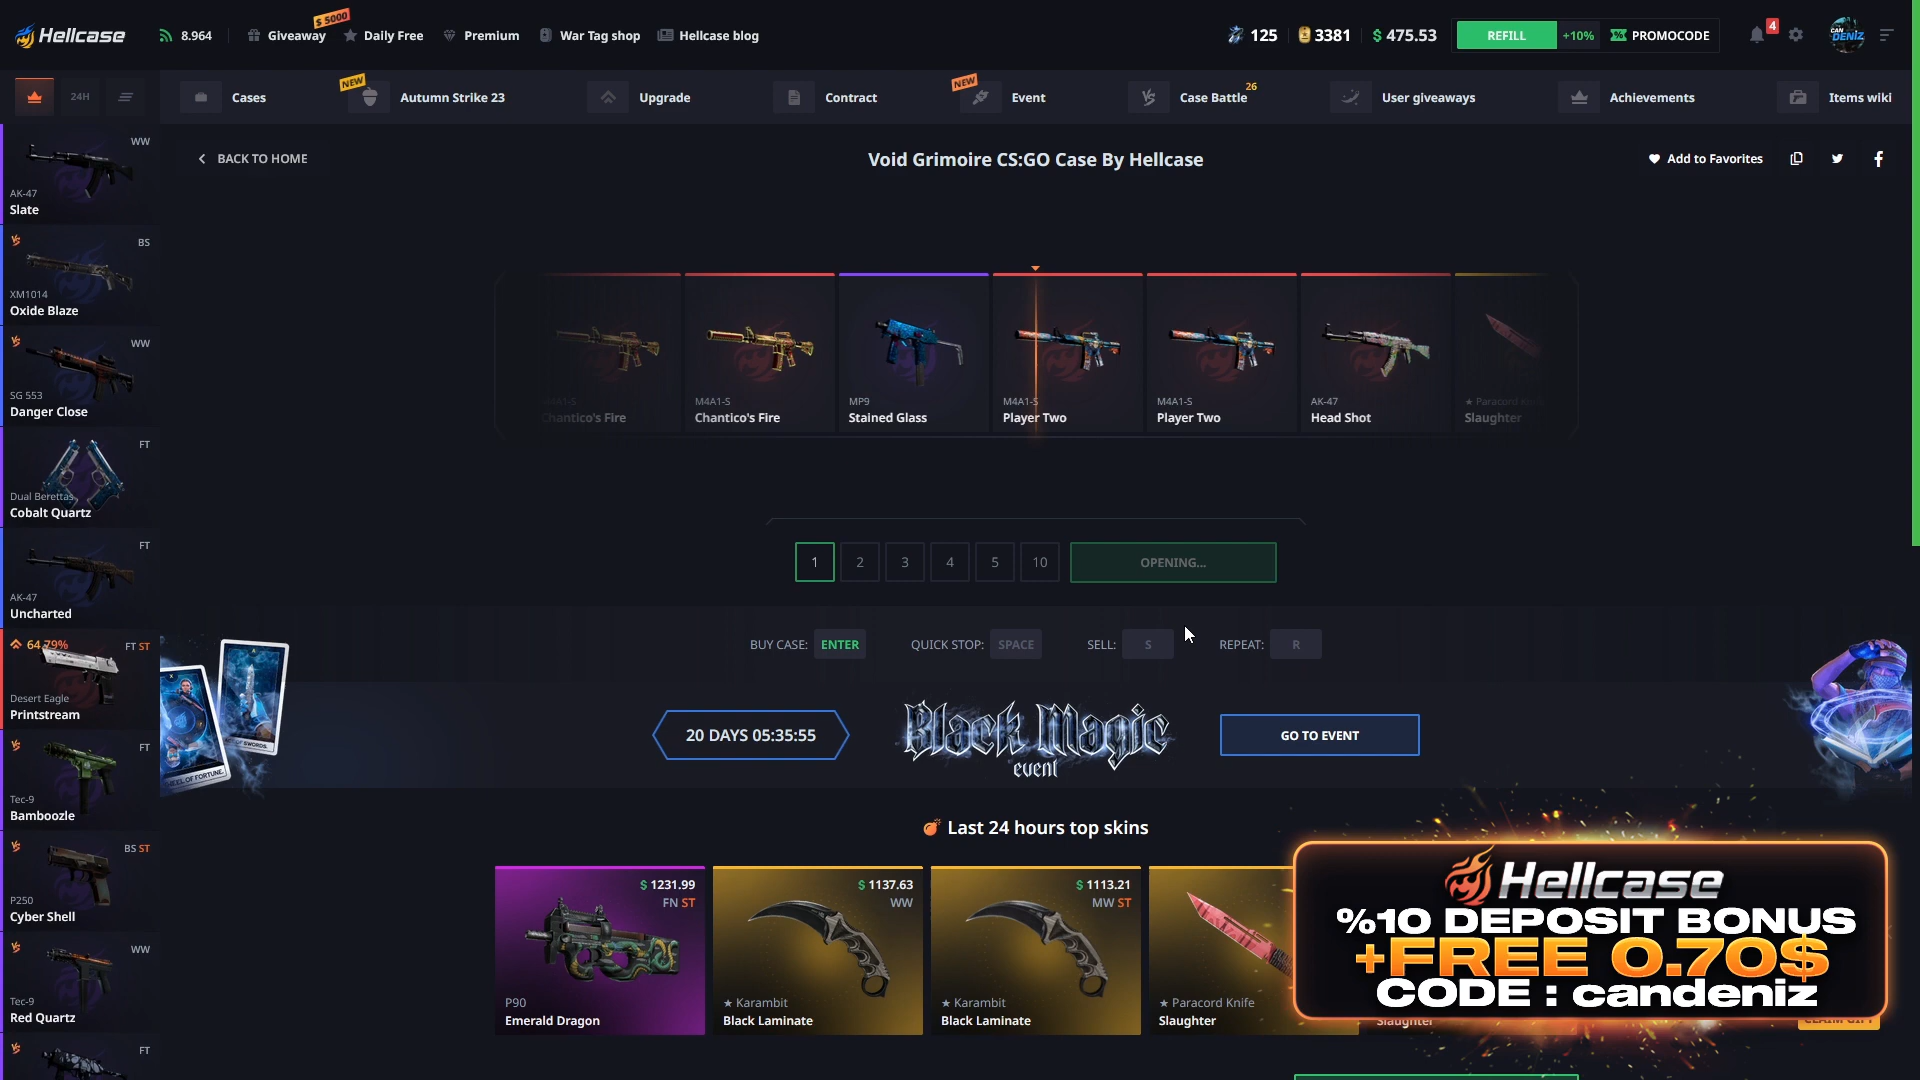 Hellcase
8.964
$ 5000
Giveaway
Daily Free
Premium
War Tag shop
Hellcase blog
125
3381
$ 475.53
REFILL
+10%
PROMOCODE
4
CAN DENİZ
24H
Cases
NEW
Autumn Strike 23
Upgrade
Contract
NEW
Event
Case Battle 26
User giveaways
Achievements
Items wiki
BACK TO HOME
Void Grimoire CS:GO Case By Hellcase
Add to Favorites
WW
AK-47
Slate
BS
XM1014
Oxide Blaze
WW
SG 553
Danger Close
FT
Dual Berettas
Cobalt Quartz
FT
AK-47
Uncharted
64.79%
FT ST
Desert Eagle
Printstream
FT
Tec-9
Bamboozle
BS ST
P250
Cyber Shell
WW
Tec-9
Red Quartz
FT
M4A1-S
Chantico's Fire
M4A1-S
Chantico's Fire
MP9
Stained Glass
M4A1-S
Player Two
M4A1-S
Player Two
AK-47
Head Shot
★ Paracord
Slaughter
1
2
3
4
5
10
OPENING...
BUY CASE: ENTER
QUICK STOP: SPACE
SELL: S
REPEAT: R
20 DAYS 05:35:55
Black Magic
event
GO TO EVENT
Last 24 hours top skins
$ 1231.99
FN ST
P90
Emerald Dragon
$ 1137.63
WW
★ Karambit
Black Laminate
$ 1113.21
MW ST
★ Karambit
Black Laminate
★ Paracord Knife
Slaughter
Slaughter
Hellcase
%10 DEPOSIT BONUS
+FREE 0.70$
CODE : candeniz
CLAIM GIFT